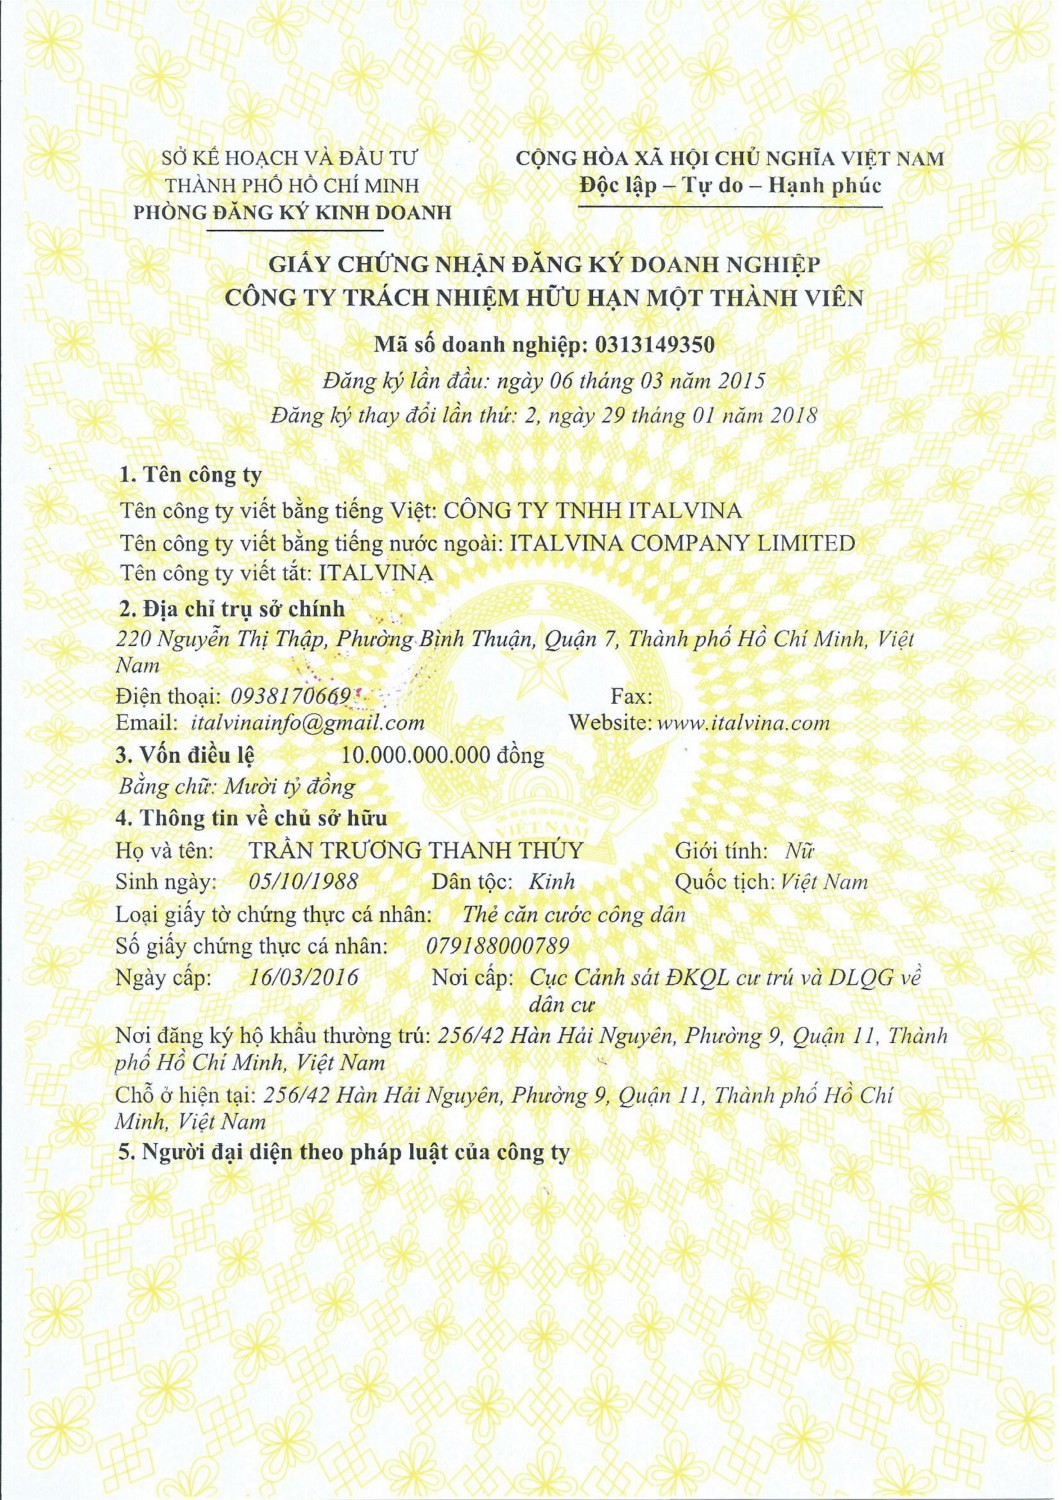 SỞ KẾ HOẠCH VÀ ĐẦU TƯ
THÀNH PHỐ HỒ CHÍ MINH
PHÒNG ĐĂNG KÝ KINH DOANH
CỘNG HÒA XÃ HỘI CHỦ NGHĨA VIỆT NAM
Độc lập – Tự do – Hạnh phúc
GIẤY CHỨNG NHẬN ĐĂNG KÝ DOANH NGHIỆP
CÔNG TY TRÁCH NHIỆM HỮU HẠN MỘT THÀNH VIÊN
Mã số doanh nghiệp: 0313149350
Đăng ký lần đầu: ngày 06 tháng 03 năm 2015
Đăng ký thay đổi lần thứ: 2, ngày 29 tháng 01 năm 2018
1. Tên công ty
Tên công ty viết bằng tiếng Việt: CÔNG TY TNHH ITALVINA
Tên công ty viết bằng tiếng nước ngoài: ITALVINA COMPANY LIMITED
Tên công ty viết tắt: ITALVINA
2. Địa chỉ trụ sở chính
220 Nguyễn Thị Thập, Phường Bình Thuận, Quận 7, Thành phố Hồ Chí Minh, Việt
Nam
Điện thoại: 0938170669 Fax:
Email: italvinainfo@gmail.com Website: www.italvina.com
3. Vốn điều lệ 10.000.000.000 đồng
Bằng chữ: Mười tỷ đồng
4. Thông tin về chủ sở hữu
VIỆT NAM
Họ và tên: TRẦN TRƯƠNG THANH THÚY Giới tính: Nữ
Sinh ngày: 05/10/1988 Dân tộc: Kinh Quốc tịch: Việt Nam
Loại giấy tờ chứng thực cá nhân: Thẻ căn cước công dân
Số giấy chứng thực cá nhân: 079188000789
Ngày cấp: 16/03/2016 Nơi cấp: Cục Cảnh sát ĐKQL cư trú và DLQG về
dân cư
Nơi đăng ký hộ khẩu thường trú: 256/42 Hàn Hải Nguyên, Phường 9, Quận 11, Thành
phố Hồ Chí Minh, Việt Nam
Chỗ ở hiện tại: 256/42 Hàn Hải Nguyên, Phường 9, Quận 11, Thành phố Hồ Chí
Minh, Việt Nam
5. Người đại diện theo pháp luật của công ty